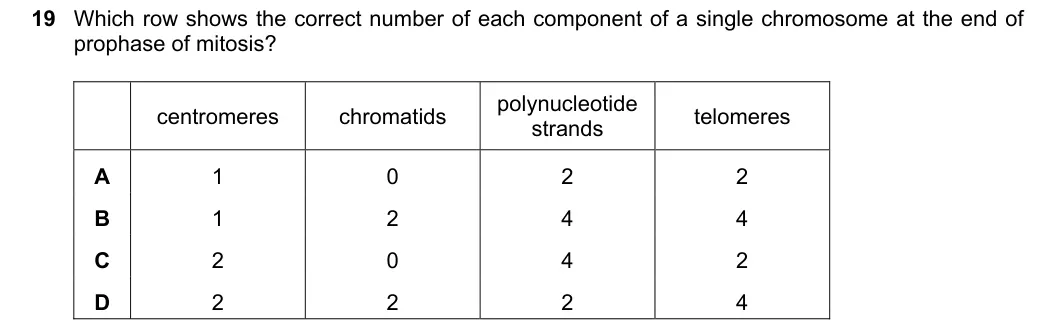 19 Which row shows the correct number of each component of a single chromosome at the end of
prophase of mitosis?
centromeres chromatids polynucleotide strands telomeres
A 1 0 2 2
B 1 2 4 4
C 2 0 4 2
D 2 2 2 4